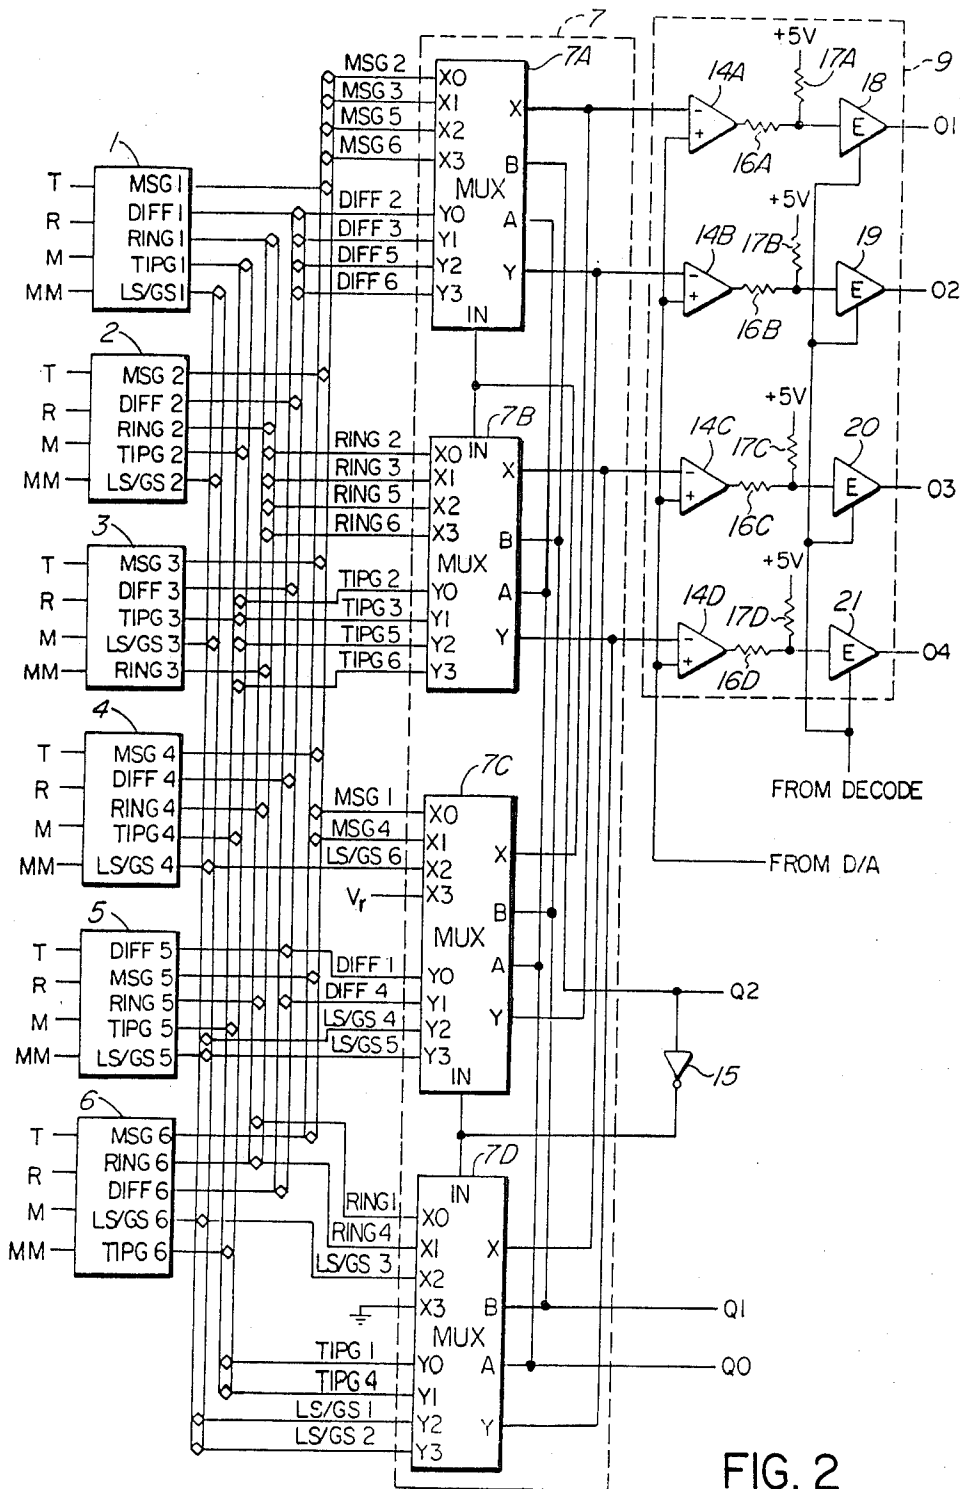 7
9
7A
MSG 2
MSG 3
MSG 5
MSG 6
DIFF 2
DIFF 3
DIFF 5
DIFF 6
X0
X1
X2
X3
MUX
Y0
Y1
Y2
Y3
IN
X
B
A
Y
1
T
R
M
MM
MSG 1
DIFF 1
RING 1
TIPG 1
LS/GS 1
2
T
R
M
MM
MSG 2
DIFF 2
RING 2
TIPG 2
LS/GS 2
3
T
R
M
MM
MSG 3
DIFF 3
TIPG 3
LS/GS 3
RING 3
4
T
R
M
MM
MSG 4
DIFF 4
RING 4
TIPG 4
LS/GS 4
5
T
R
M
MM
DIFF 5
MSG 5
RING 5
TIPG 5
LS/GS 5
6
T
R
M
MM
MSG 6
RING 6
DIFF 6
LS/GS 6
TIPG 6
7B
RING 2
RING 3
RING 5
RING 6
TIPG 2
TIPG 3
TIPG 5
TIPG 6
IN
X0
X1
X2
X3
MUX
Y0
Y1
Y2
Y3
X
B
A
Y
7C
MSG 1
MSG 4
LS/GS 6
Vr
DIFF 1
DIFF 4
LS/GS 4
LS/GS 5
X0
X1
X2
X3
MUX
Y0
Y1
Y2
Y3
IN
X
B
A
Y
7D
RING 1
RING 4
LS/GS 3
TIPG 1
TIPG 4
LS/GS 1
LS/GS 2
IN
X0
X1
X2
X3
MUX
Y0
Y1
Y2
Y3
X
B
A
Y
14A
- +
16A
+5V
17A
18
E
O1
14B
- +
16B
+5V
17B
19
E
O2
14C
- +
16C
+5V
17C
20
E
O3
14D
- +
16D
+5V
17D
21
E
O4
FROM DECODE
FROM D/A
Q2
15
Q1
Q0
FIG. 2